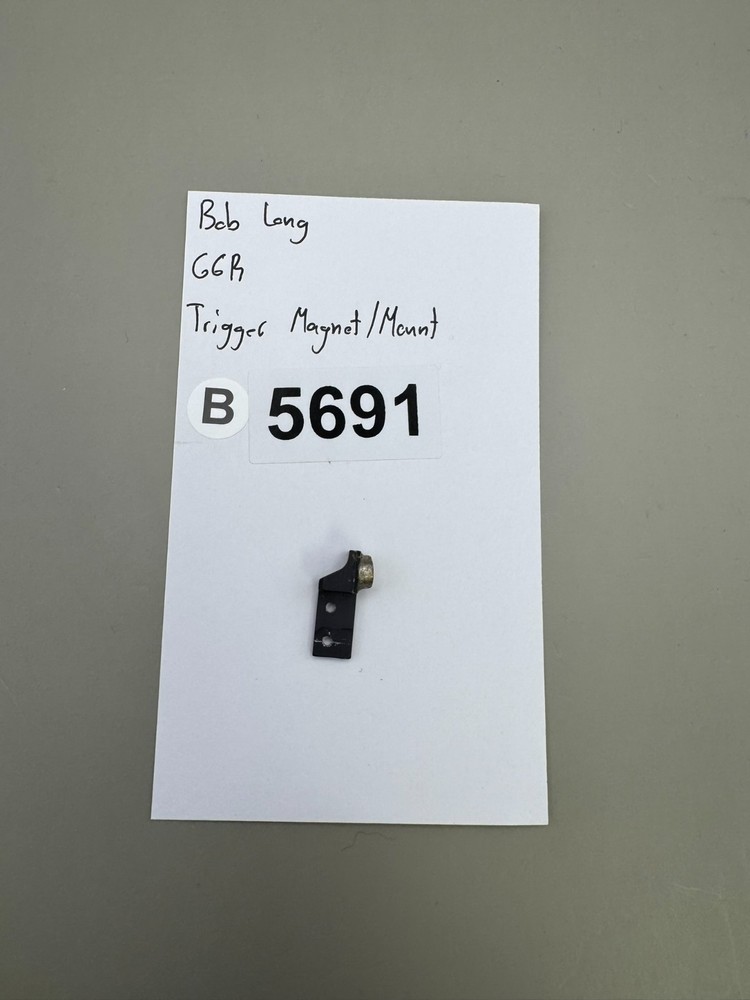 Bob Long
G6R
Trigger Magnet/Mount
B 5691